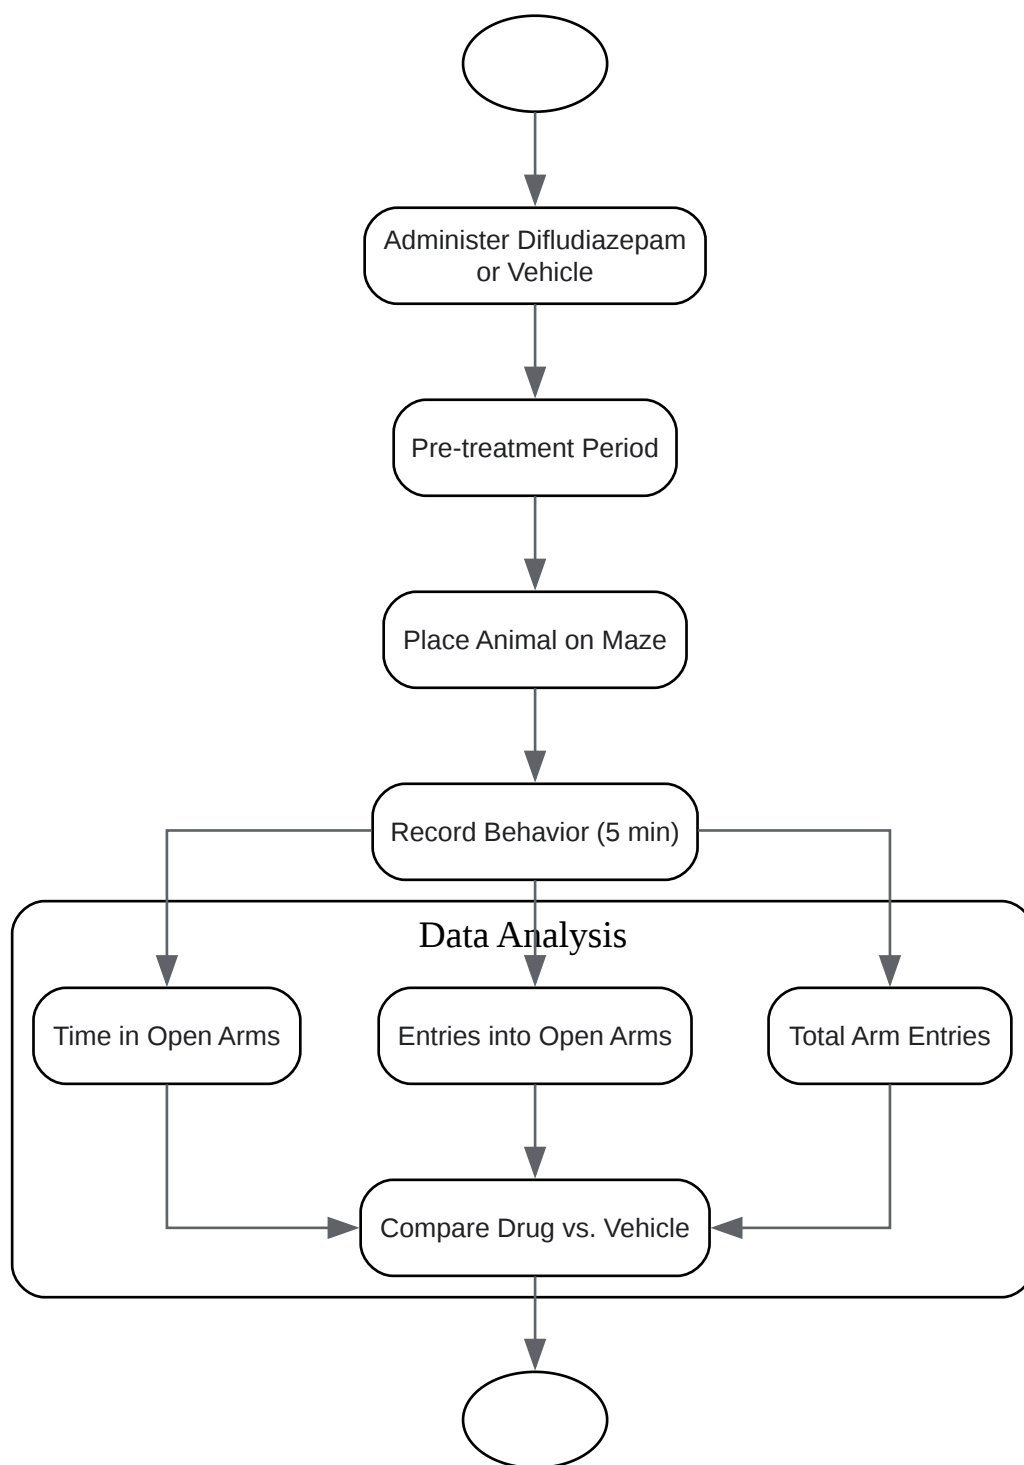 Administer Difludiazepam
or Vehicle
Pre-treatment Period
Place Animal on Maze
Record Behavior (5 min)
Data Analysis
Time in Open Arms
Entries into Open Arms
Total Arm Entries
Compare Drug vs. Vehicle